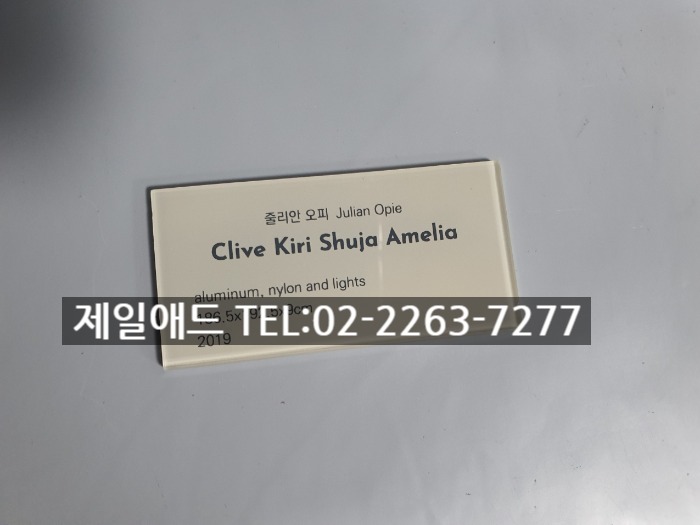 줄리안 오피 Julian Opie
Clive Kiri Shuja Amelia
aluminum, nylon and lights
제일애드 TEL:02-2263-7277
2019